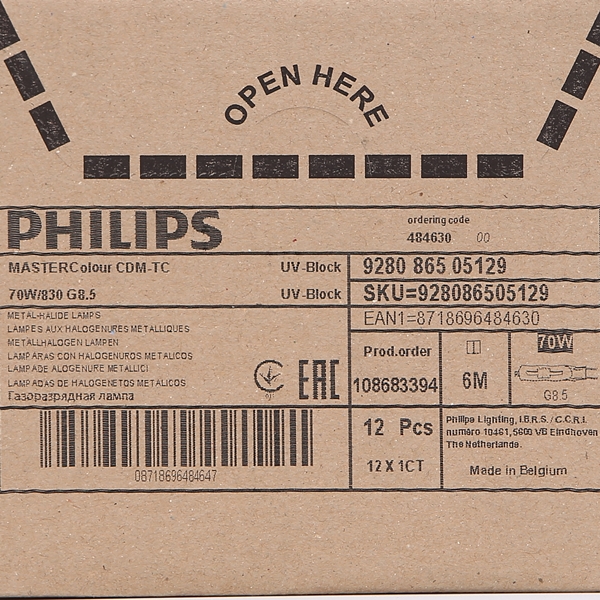 OPEN HERE
PHILIPS
ordering code
484630 00
MASTERColour CDM-TC UV-Block
9280 865 05129
70W/830 G8.5 UV-Block
SKU=928086505129
METAL-HALIDE LAMPS
EAN1=8718696484630
LAMPES AUX HALOGENURES METALLIQUES
METALLHALOGEN LAMPEN
LAMPARAS CON HALOGENUROS METALICOS
LAMPADE ALOGENURE METALLICI
LAMPADAS DE HALOGENETOS METALICOS
Газоразрядная лампа
EAC
Prod.order
108683394
6M
70W
G8.5
08718696484647
12 Pcs
12 X 1CT
Philips Lighting, I.B.R.S. / C.C.R.I.
numéro 10461, 5600 VB Eindhoven
The Netherlands.
Made in Belgium